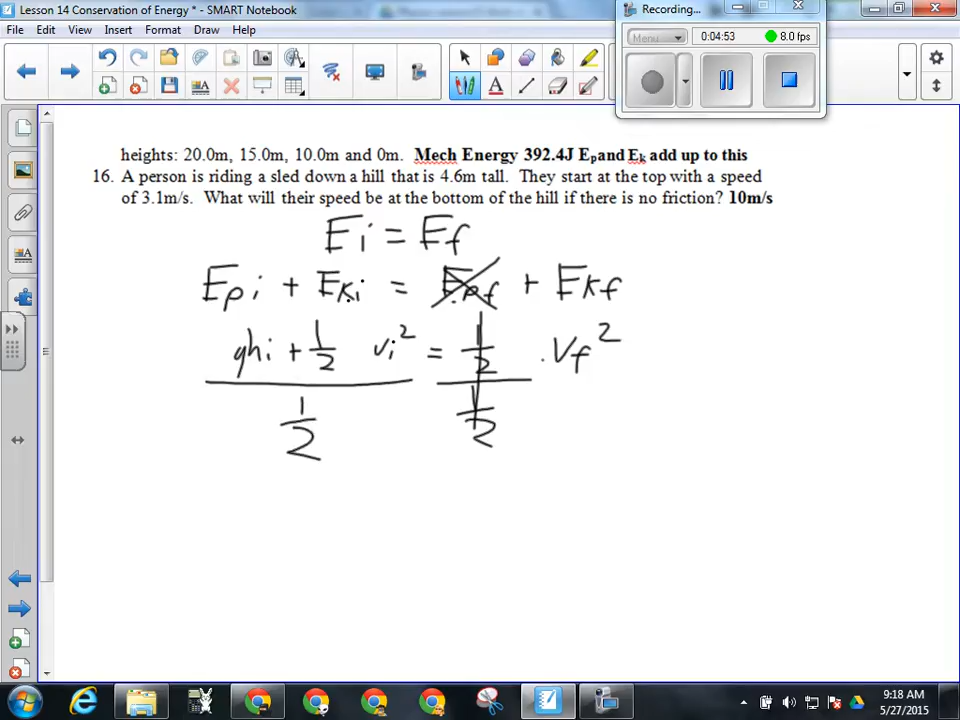 Lesson 14 Conservation of Energy * - SMART Notebook
Recording...
File Edit View Insert Format Draw Help
Menu 0:04:53 8.0 fps
heights: 20.0m, 15.0m, 10.0m and 0m. Mech Energy 392.4J Epand Ek add up to this
16. A person is riding a sled down a hill that is 4.6m tall. They start at the top with a speed
of 3.1m/s. What will their speed be at the bottom of the hill if there is no friction? 10m/s
Ei = Ef
Epi + Eki = Epf + Ekf
ghi + 1/2 vi² = 1/2 · Vf²
1/2 1/2
9:18 AM
5/27/2015